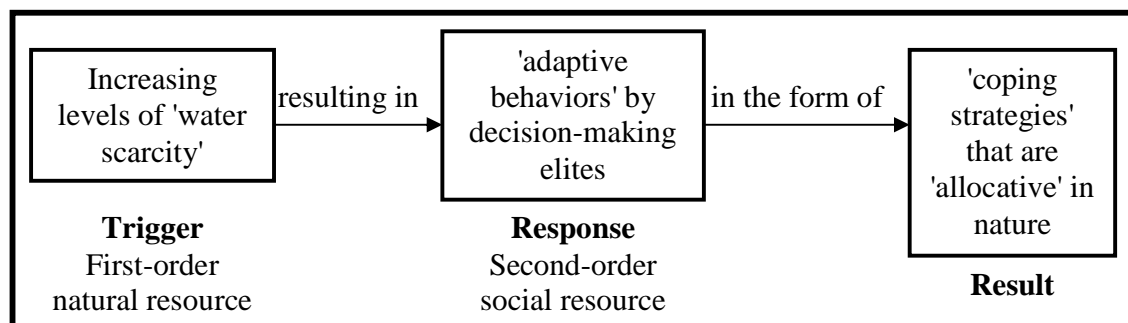 Increasing
levels of 'water
scarcity'
resulting in
'adaptive
behaviors' by
decision-making
elites
in the form of
'coping
strategies'
that are
'allocative' in
nature
Trigger
First-order
natural resource
Response
Second-order
social resource
Result